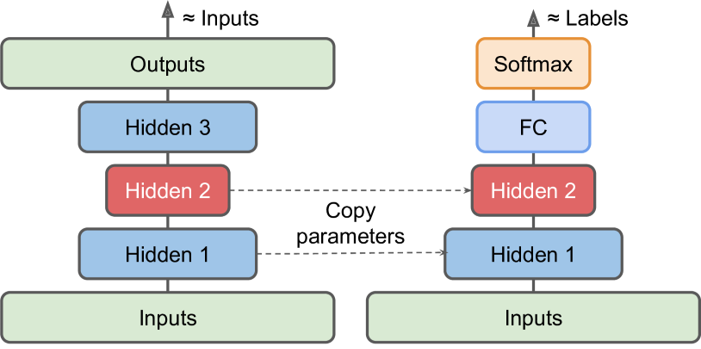 ≈ Inputs
Outputs
Hidden 3
Hidden 2
Hidden 1
Inputs
Copy
parameters
≈ Labels
Softmax
FC
Hidden 2
Hidden 1
Inputs